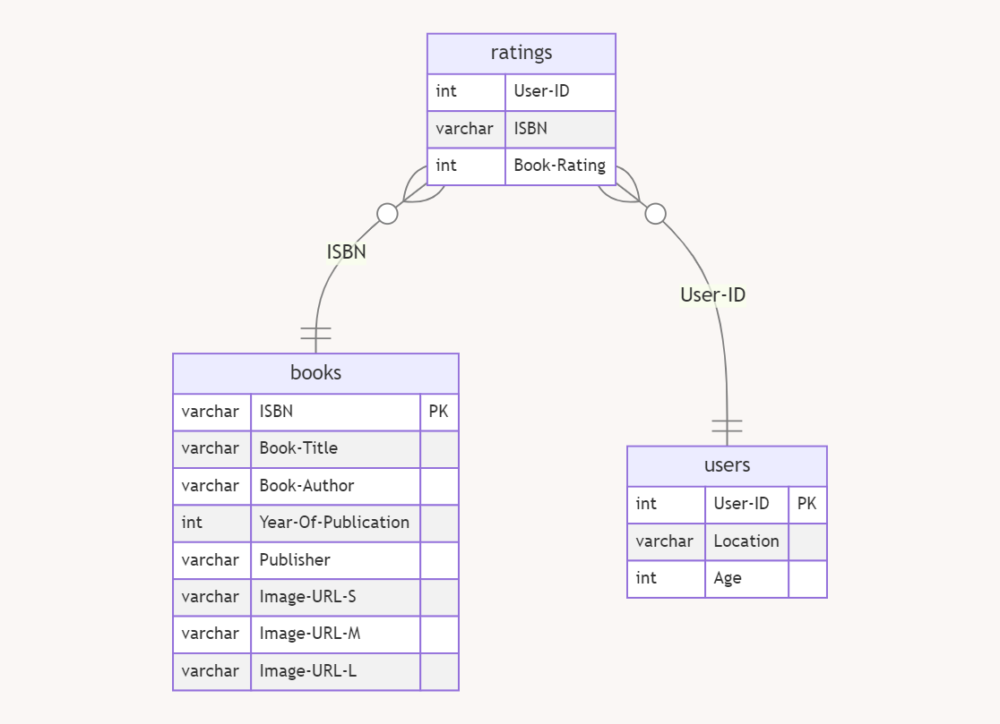 ratings
int User-ID
varchar ISBN
int Book-Rating
ISBN
User-ID
books
varchar ISBN PK
varchar Book-Title
varchar Book-Author
int Year-Of-Publication
varchar Publisher
varchar Image-URL-S
varchar Image-URL-M
varchar Image-URL-L
users
int User-ID PK
varchar Location
int Age